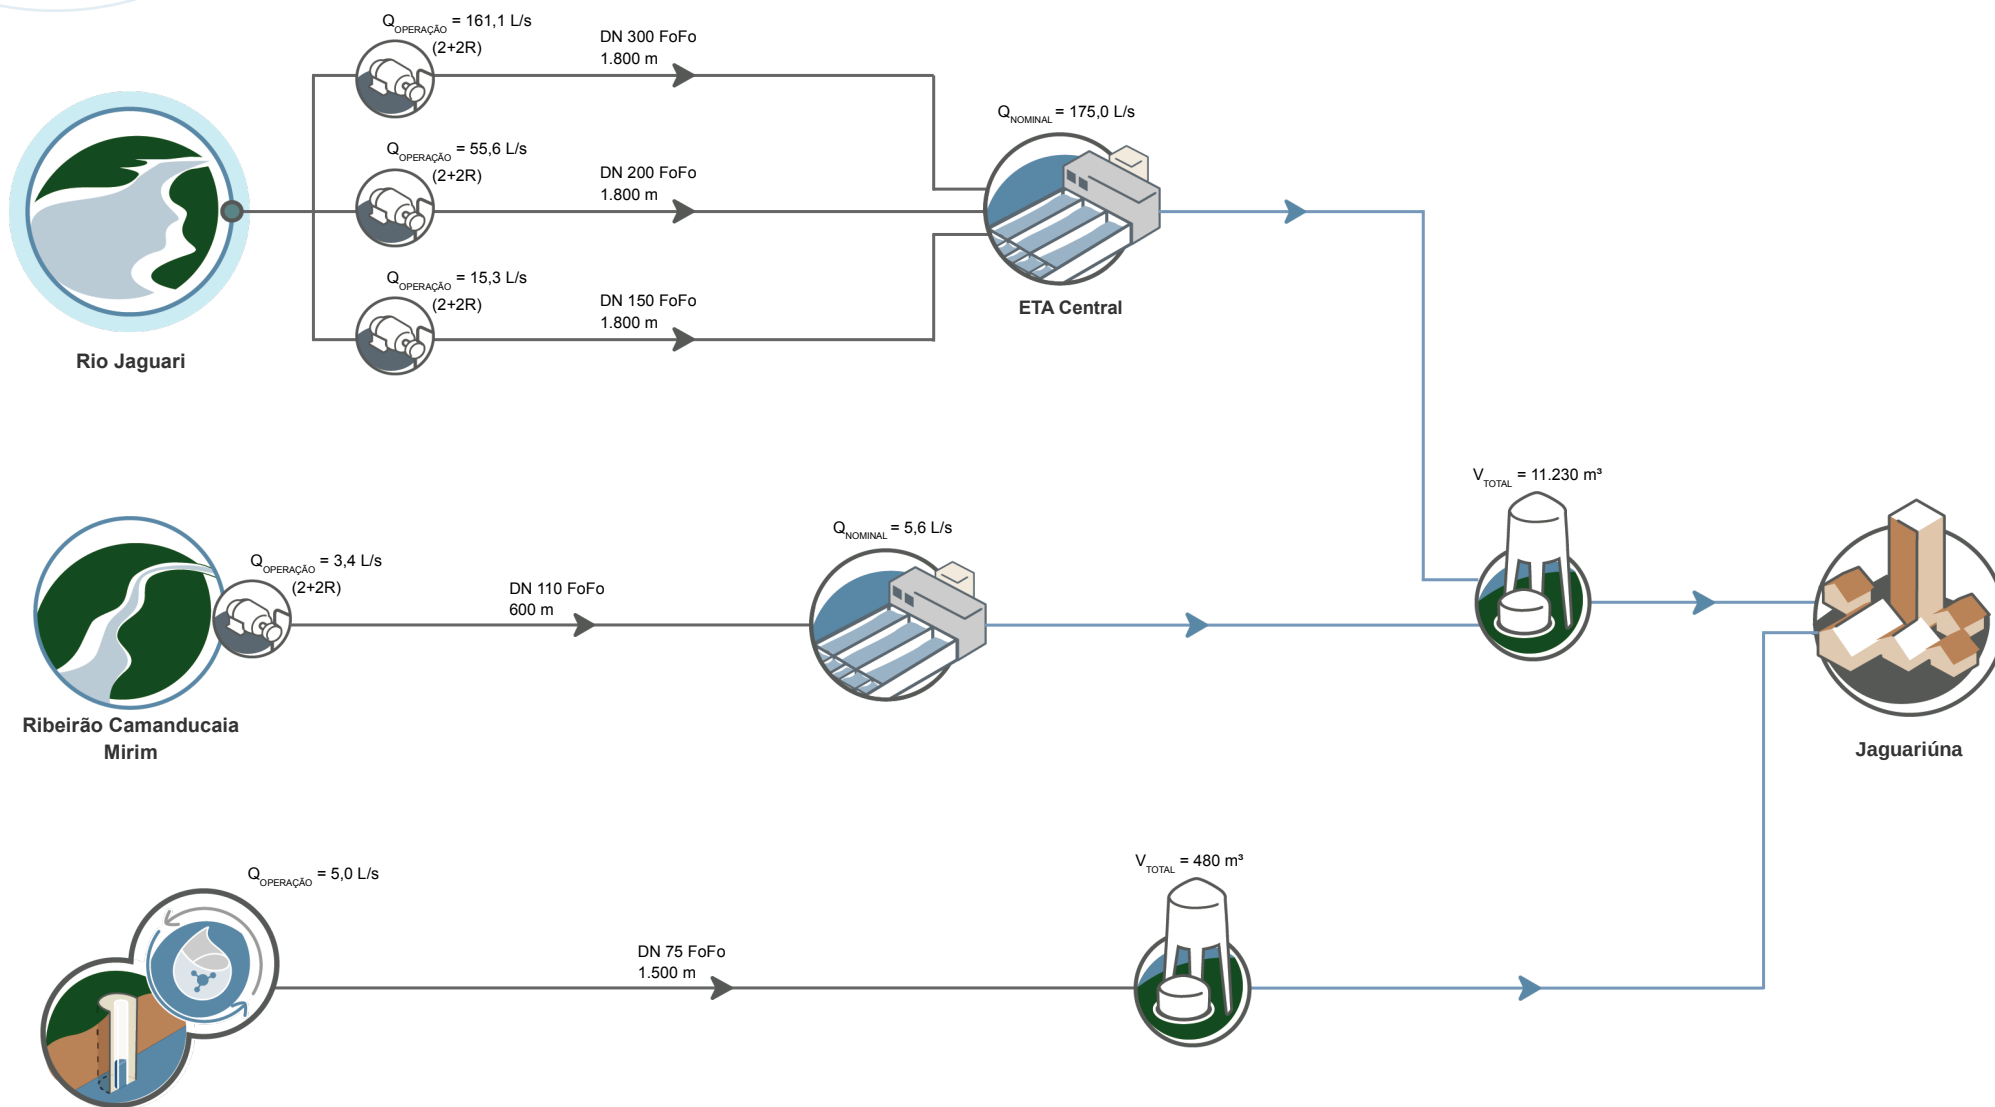 Q OPERAÇÃO = 161,1 L/s
(2+2R)
DN 300 FoFo
1.800 m
Q NOMINAL = 175,0 L/s
Q OPERAÇÃO = 55,6 L/s
(2+2R)
DN 200 FoFo
1.800 m
Q OPERAÇÃO = 15,3 L/s
(2+2R)
DN 150 FoFo
1.800 m
ETA Central
Rio Jaguari
V TOTAL = 11.230 m³
Q NOMINAL = 5,6 L/s
Q OPERAÇÃO = 3,4 L/s
(2+2R)
DN 110 FoFo
600 m
Ribeirão Camanducaia
Mirim
Jaguariúna
V TOTAL = 480 m³
Q OPERAÇÃO = 5,0 L/s
DN 75 FoFo
1.500 m